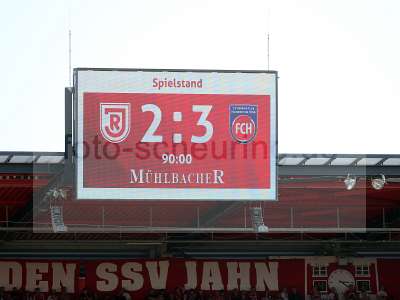 Spielstand
2:3
FCH
90:00
MÜHLBACHER
DEN SSV JAHN